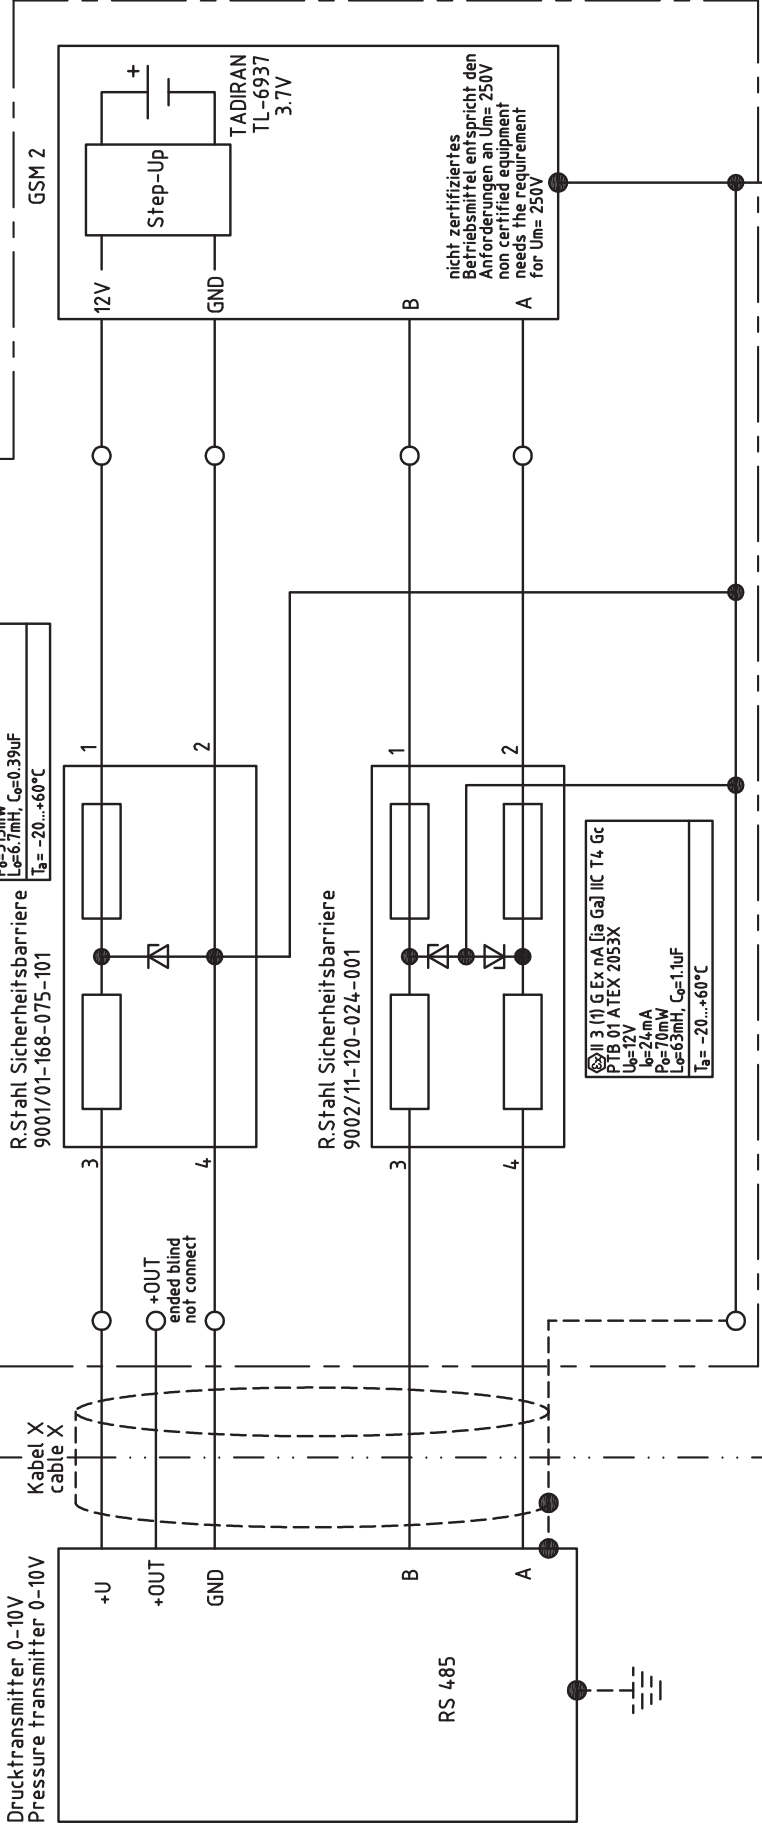 Drucktransmitter 0-10V
Pressure transmitter 0-10V
+U
+OUT
GND
B
A
RS 485
Kabel X
cable X
+OUT
ended blind
not connect
R.Stahl Sicherheitsbarriere
9001/01-168-075-101
3
4
1
2
L₀=6.7mH, C₀=0.39uF
Tₐ= -20...+60°C
R.Stahl Sicherheitsbarriere
9002/11-120-024-001
3
4
1
2
Ex II 3 (1) G Ex nA [ia Ga] IIC T4 Gc
PTB 01 ATEX 2053X
U₀=12V
I₀=24mA
P₀=70mW
L₀=63mH, C₀=1.1uF
Tₐ= -20...+60°C
GSM 2
12V
GND
B
A
Step-Up
+
TADIRAN
TL-6937
3.7V
nicht zertifiziertes
Betriebsmittel entspricht den
Anforderungen an Um= 250V
non certified equipment
needs the requirement
for Um= 250V